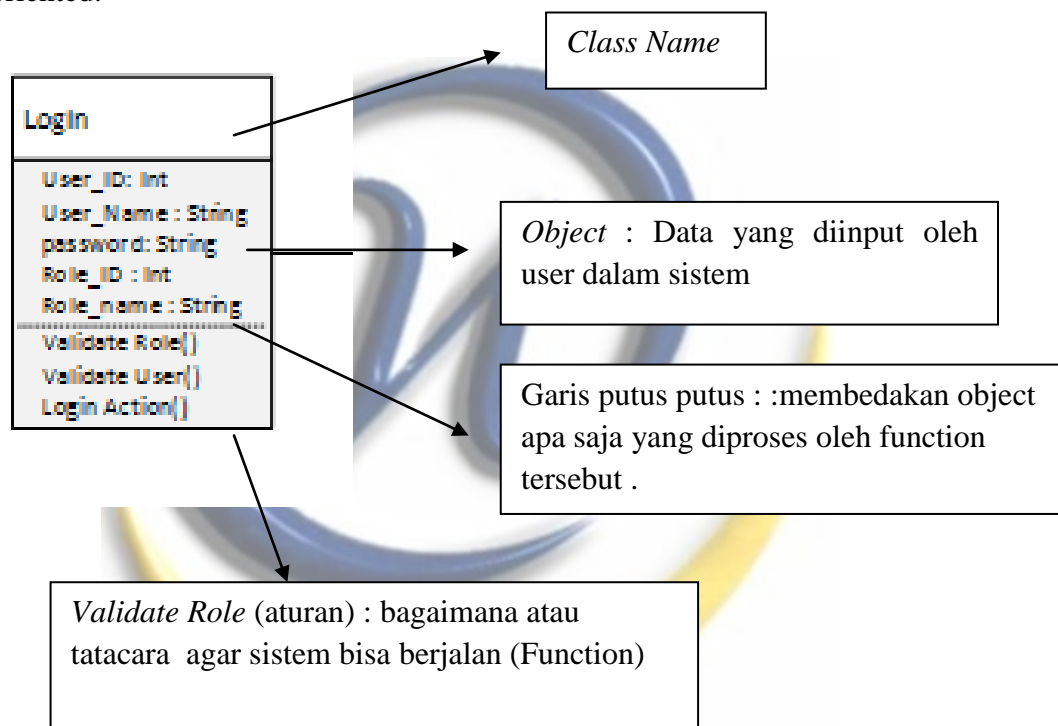 oriented.
Class Name
LogIn
User_ID: Int
User_Name : String
password: String
Role_ID : Int
Role_name : String
Validate Role()
Validate User()
Login Action()
Object : Data yang diinput oleh
user dalam sistem
Garis putus putus : :membedakan object
apa saja yang diproses oleh function
tersebut .
Validate Role (aturan) : bagaimana atau
tatacara agar sistem bisa berjalan (Function)